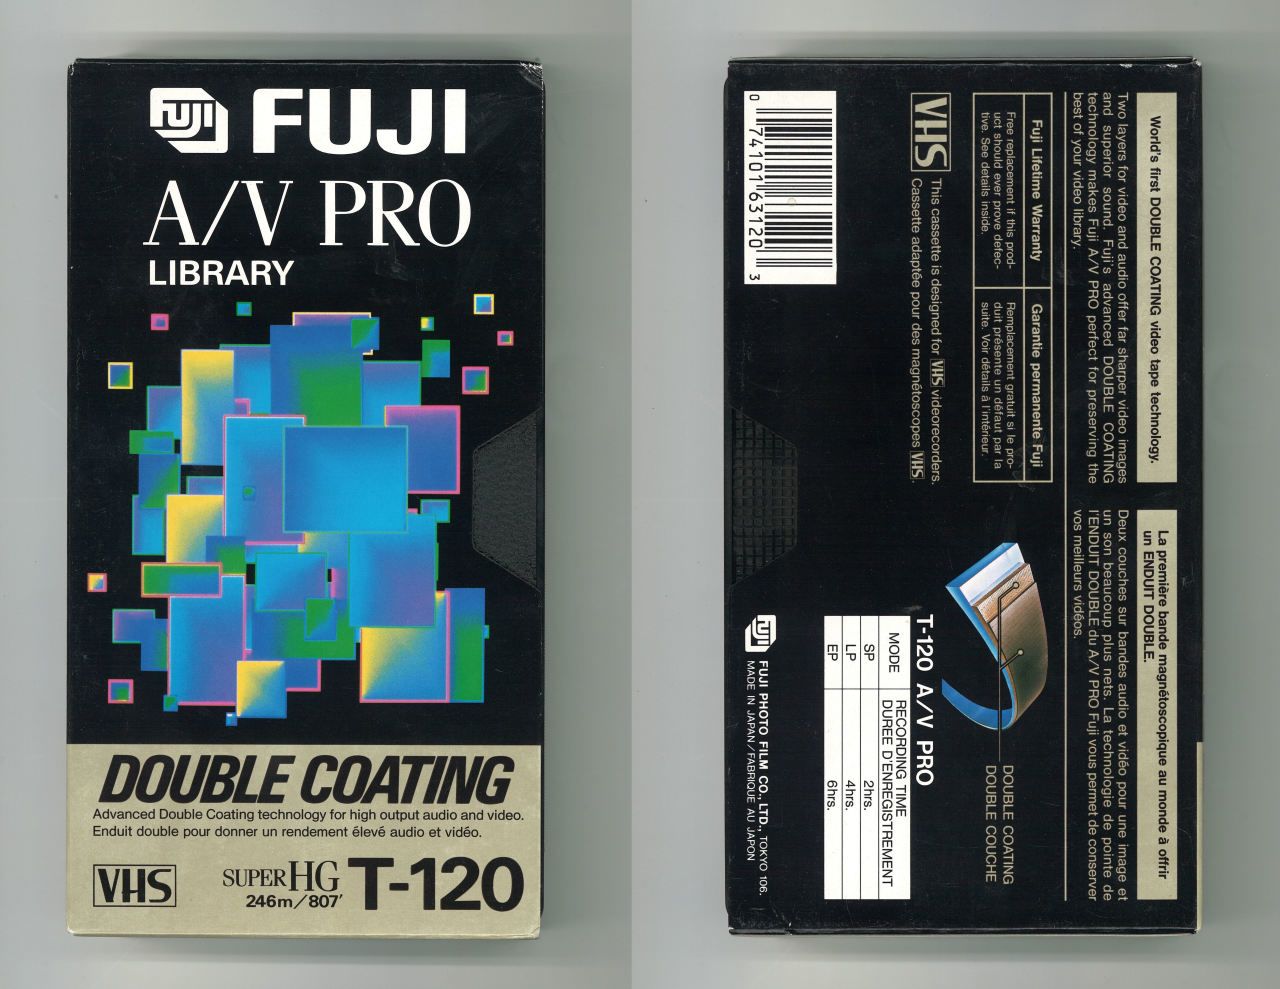 FUJI
FUJI
A/V PRO
LIBRARY
DOUBLE COATING
Advanced Double Coating technology for high output audio and video.
Enduit double pour donner un rendement élevé audio et vidéo.
VHS
SUPER HG
246m/807'
T-120
World's first DOUBLE COATING video tape technology.
Two layers for video and audio offer far sharper video images
and superior sound. Fuji's advanced DOUBLE COATING
technology makes Fuji A/V PRO perfect for preserving the
best of your video library.
La première bande magnétoscopique au monde à offrir
un ENDUIT DOUBLE.
Deux couches sur bandes audio et vidéo pour une image et
un son beaucoup plus nets. La technologie de pointe de
l'ENDUIT DOUBLE du A/V PRO Fuji vous permet de conserver
vos meilleurs vidéos.
Fuji Lifetime Warranty
Free replacement if this prod-
uct should ever prove defec-
tive. See details inside.
Garantie permanente Fuji
Remplacement gratuit si le pro-
duit présente un défaut par la
suite. Voir détails à l'intérieur.
VHS
This cassette is designed for VHS videorecorders.
Cassette adaptée pour des magnétoscopes VHS.
0 74101 63120 3
DOUBLE COATING
DOUBLE COUCHE
T-120 A/V PRO
MODE
RECORDING TIME
DUREE D'ENREGISTREMENT
SP 2hrs.
LP 4hrs.
EP 6hrs.
FUJI
FUJI PHOTO FILM CO., LTD., TOKYO 106.
MADE IN JAPAN/FABRIQUE AU JAPON